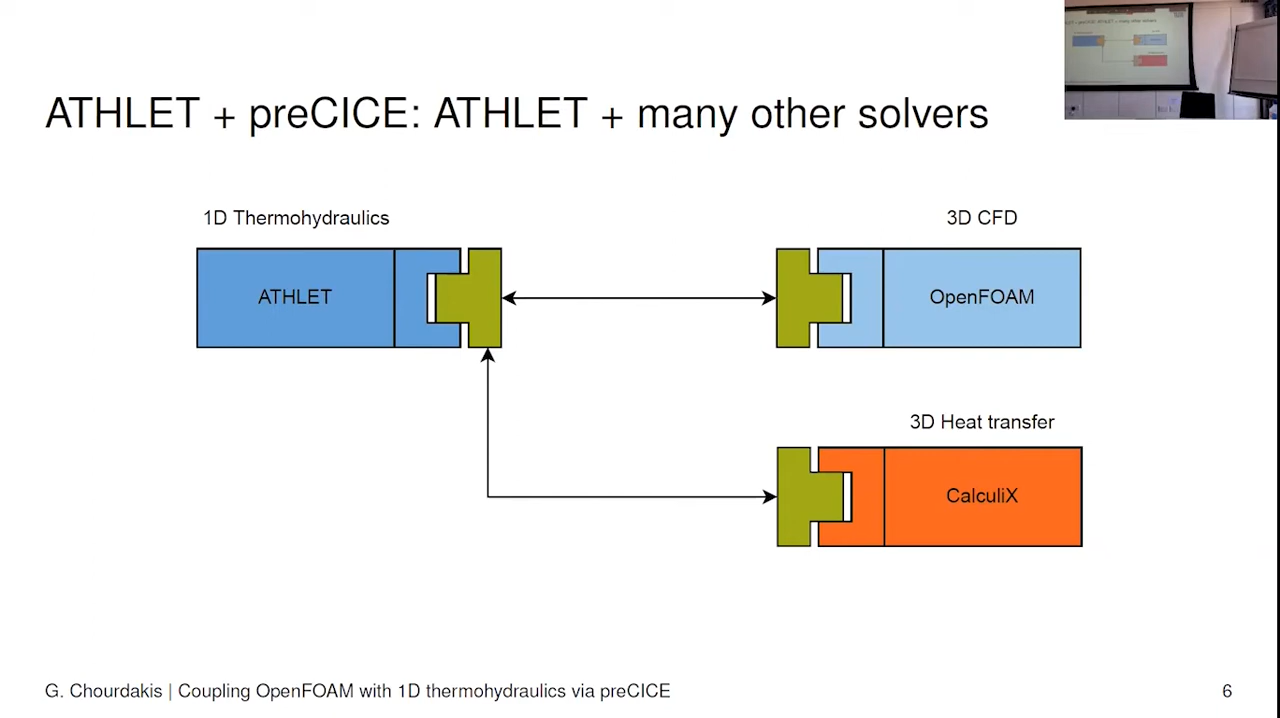 ATHLET + preCICE: ATHLET + many other solvers
1D Thermohydraulics
3D CFD
ATHLET
OpenFOAM
3D Heat transfer
CalculiX
G. Chourdakis | Coupling OpenFOAM with 1D thermohydraulics via preCICE
6